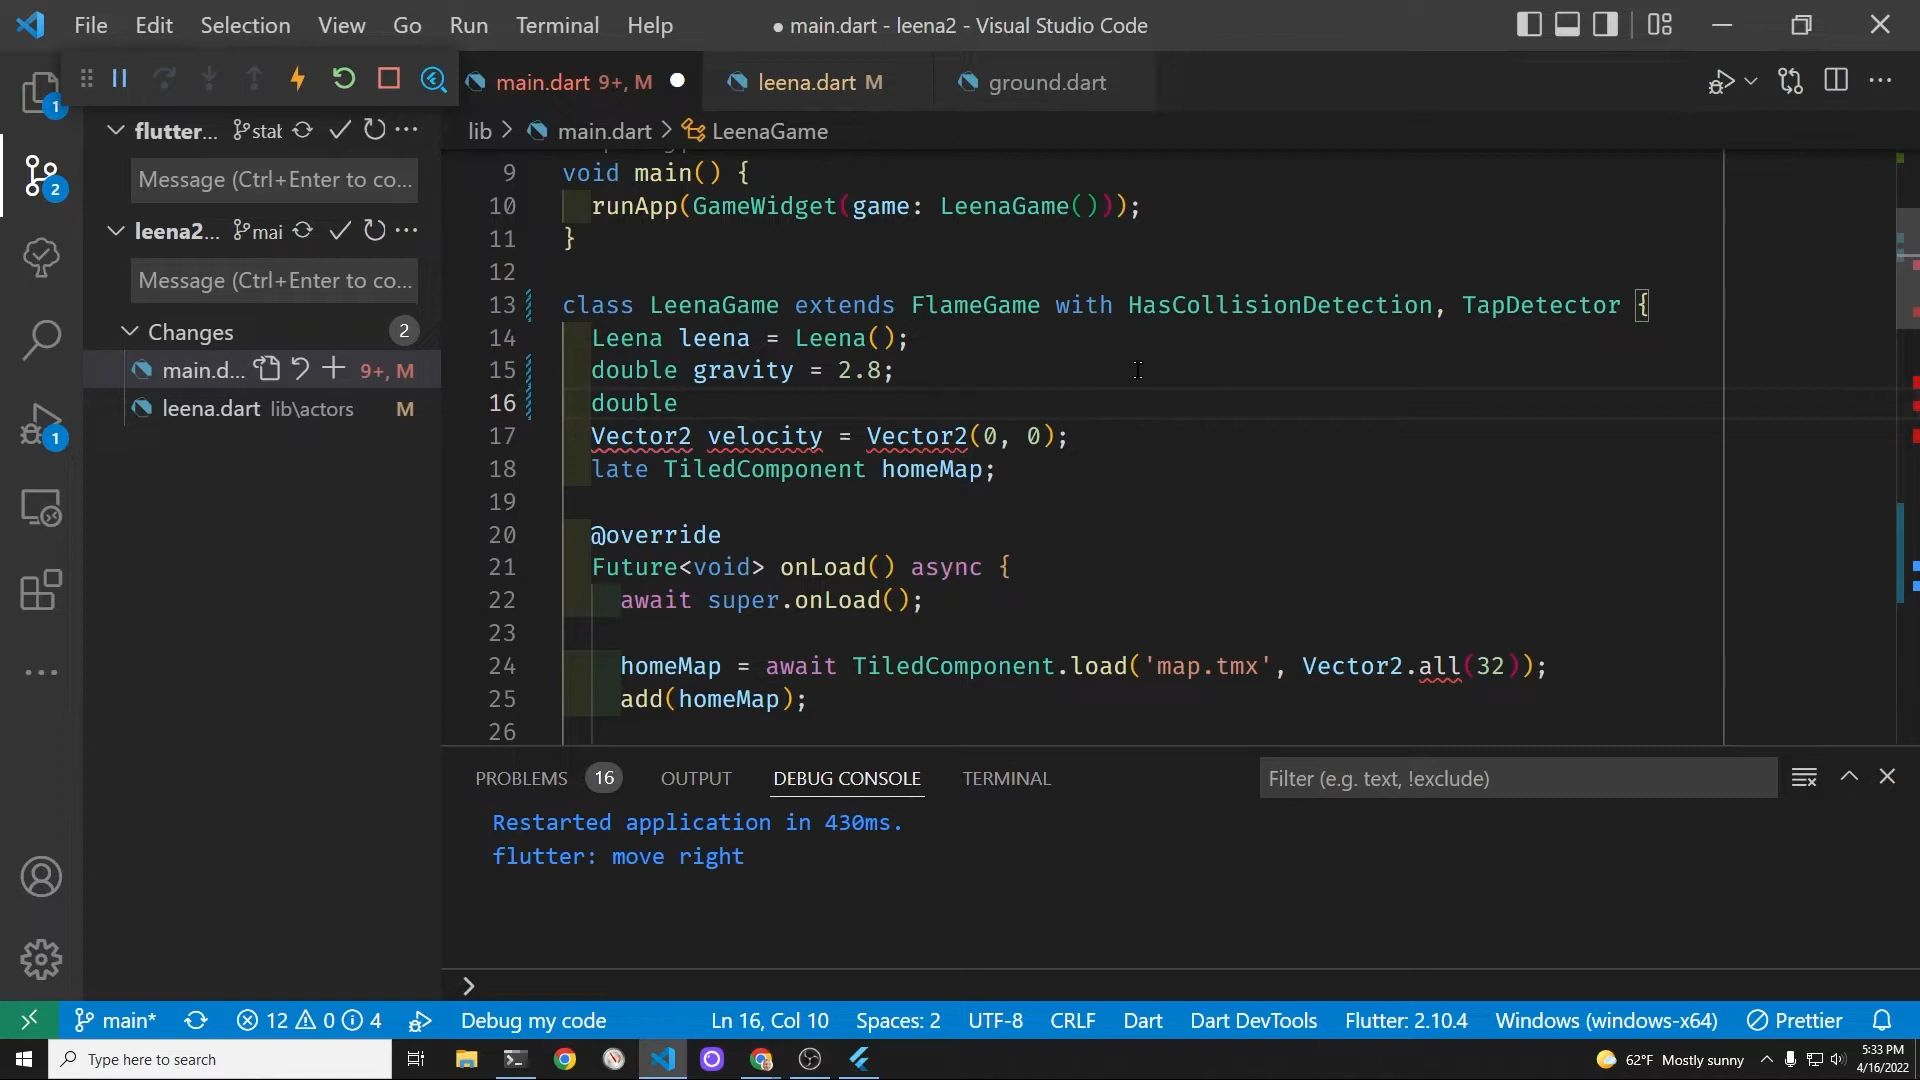 File Edit Selection View Go Run Terminal Help
● main.dart - leena2 - Visual Studio Code
main.dart 9+, M
leena.dart M
ground.dart
lib > main.dart > LeenaGame
1
2
1
flutter... stab
Message (Ctrl+Enter to co...
leena2... mai
Message (Ctrl+Enter to co...
Changes 2
main.d... 9+, M
leena.dart lib\actors M
9 void main() {
10 runApp(GameWidget(game: LeenaGame()));
11 }
12
13 class LeenaGame extends FlameGame with HasCollisionDetection, TapDetector {
14 Leena leena = Leena();
15 double gravity = 2.8;
16 double
17 Vector2 velocity = Vector2(0, 0);
18 late TiledComponent homeMap;
19
20 @override
21 Future<void> onLoad() async {
22 await super.onLoad();
23
24 homeMap = await TiledComponent.load('map.tmx', Vector2.all(32));
25 add(homeMap);
26
PROBLEMS 16 OUTPUT DEBUG CONSOLE TERMINAL
Filter (e.g. text, !exclude)
Restarted application in 430ms.
flutter: move right
main* 12 0 4 Debug my code Ln 16, Col 10 Spaces: 2 UTF-8 CRLF Dart Dart DevTools Flutter: 2.10.4 Windows (windows-x64) Prettier
Type here to search
62°F Mostly sunny
5:33 PM
4/16/2022